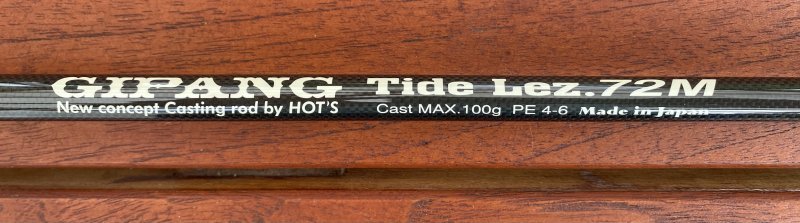 GIPANG Tide Lez.72M
New concept Casting rod by HOT'S Cast MAX.100g PE 4-6 Made in Japan